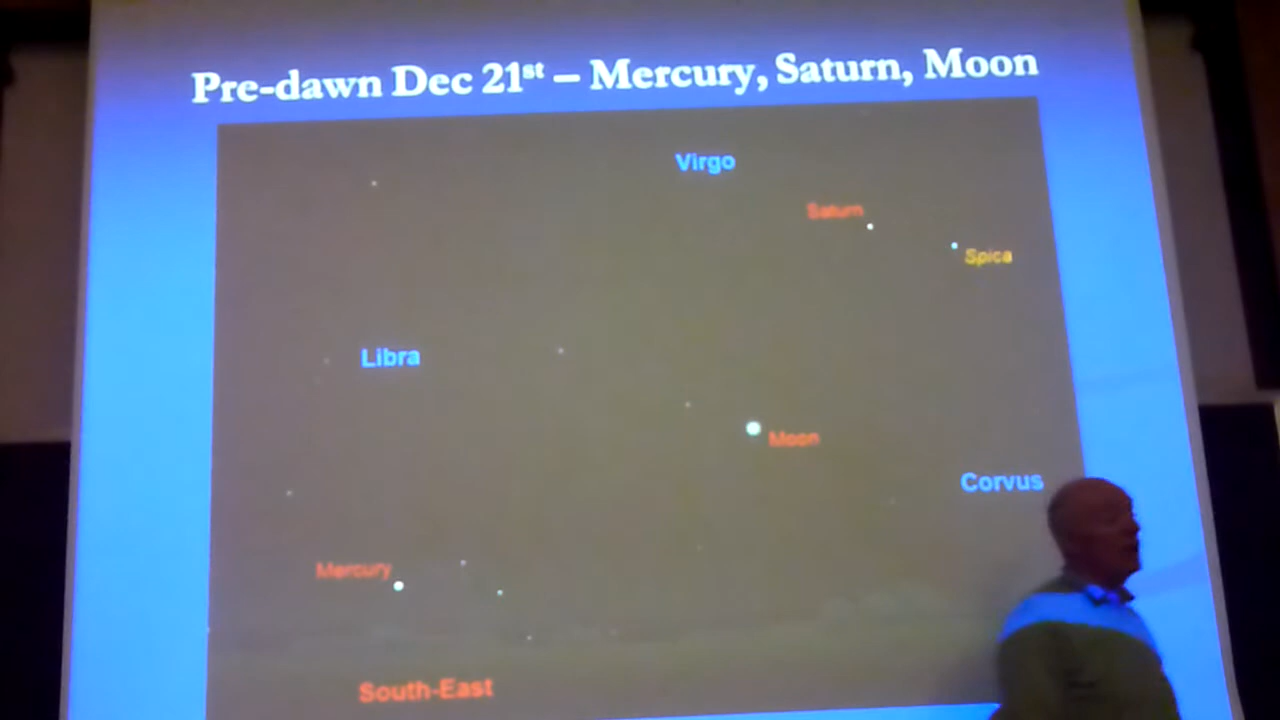 Pre-dawn Dec 21st – Mercury, Saturn, Moon
Virgo
Saturn
Spica
Libra
Moon
Corvus
Mercury
South-East